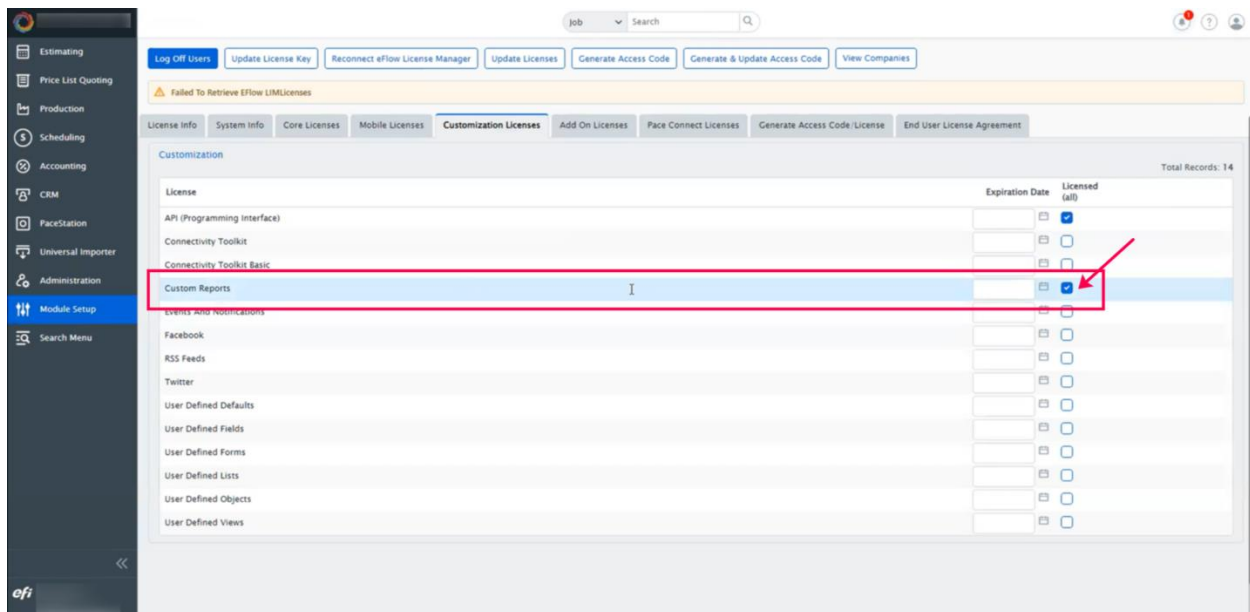 Job Search
Estimating
Price List Quoting
Production
Scheduling
Accounting
CRM
PaceStation
Universal Importer
Administration
Module Setup
Search Menu
efi
Log Off Users Update License Key Reconnect eFlow License Manager Update Licenses Generate Access Code Generate & Update Access Code View Companies
Failed To Retrieve EFlow LIMLicenses
License Info System Info Core Licenses Mobile Licenses Customization Licenses Add On Licenses Pace Connect Licenses Generate Access Code/License End User License Agreement
Customization
Total Records: 14
License Expiration Date Licensed (all)
API (Programming Interface)
Connectivity Toolkit
Connectivity Toolkit Basic
Custom Reports
Events And Notifications
Facebook
RSS Feeds
Twitter
User Defined Defaults
User Defined Fields
User Defined Forms
User Defined Lists
User Defined Objects
User Defined Views